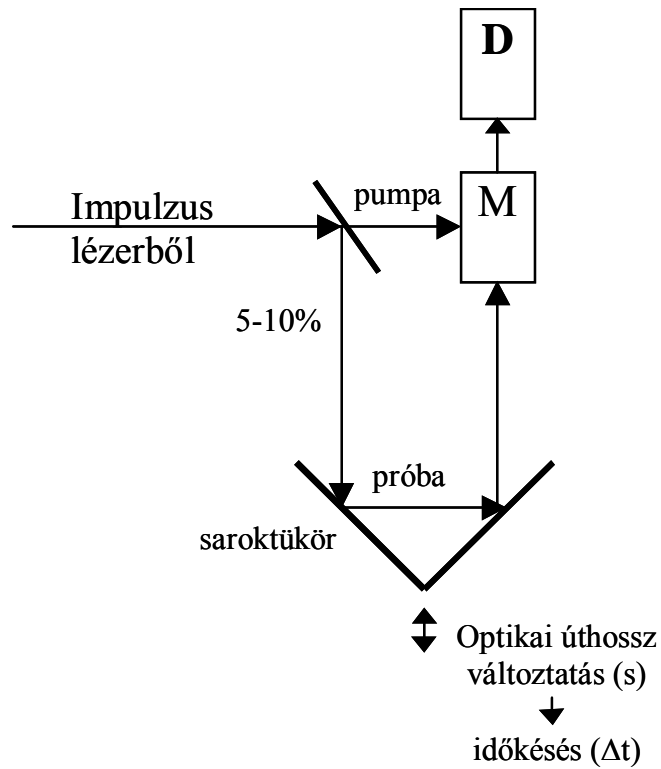 D
pumpa
M
Impulzus
lézerből
5-10%
próba
saroktükör
Optikai úthossz
változtatás (s)
időkésés (Δt)